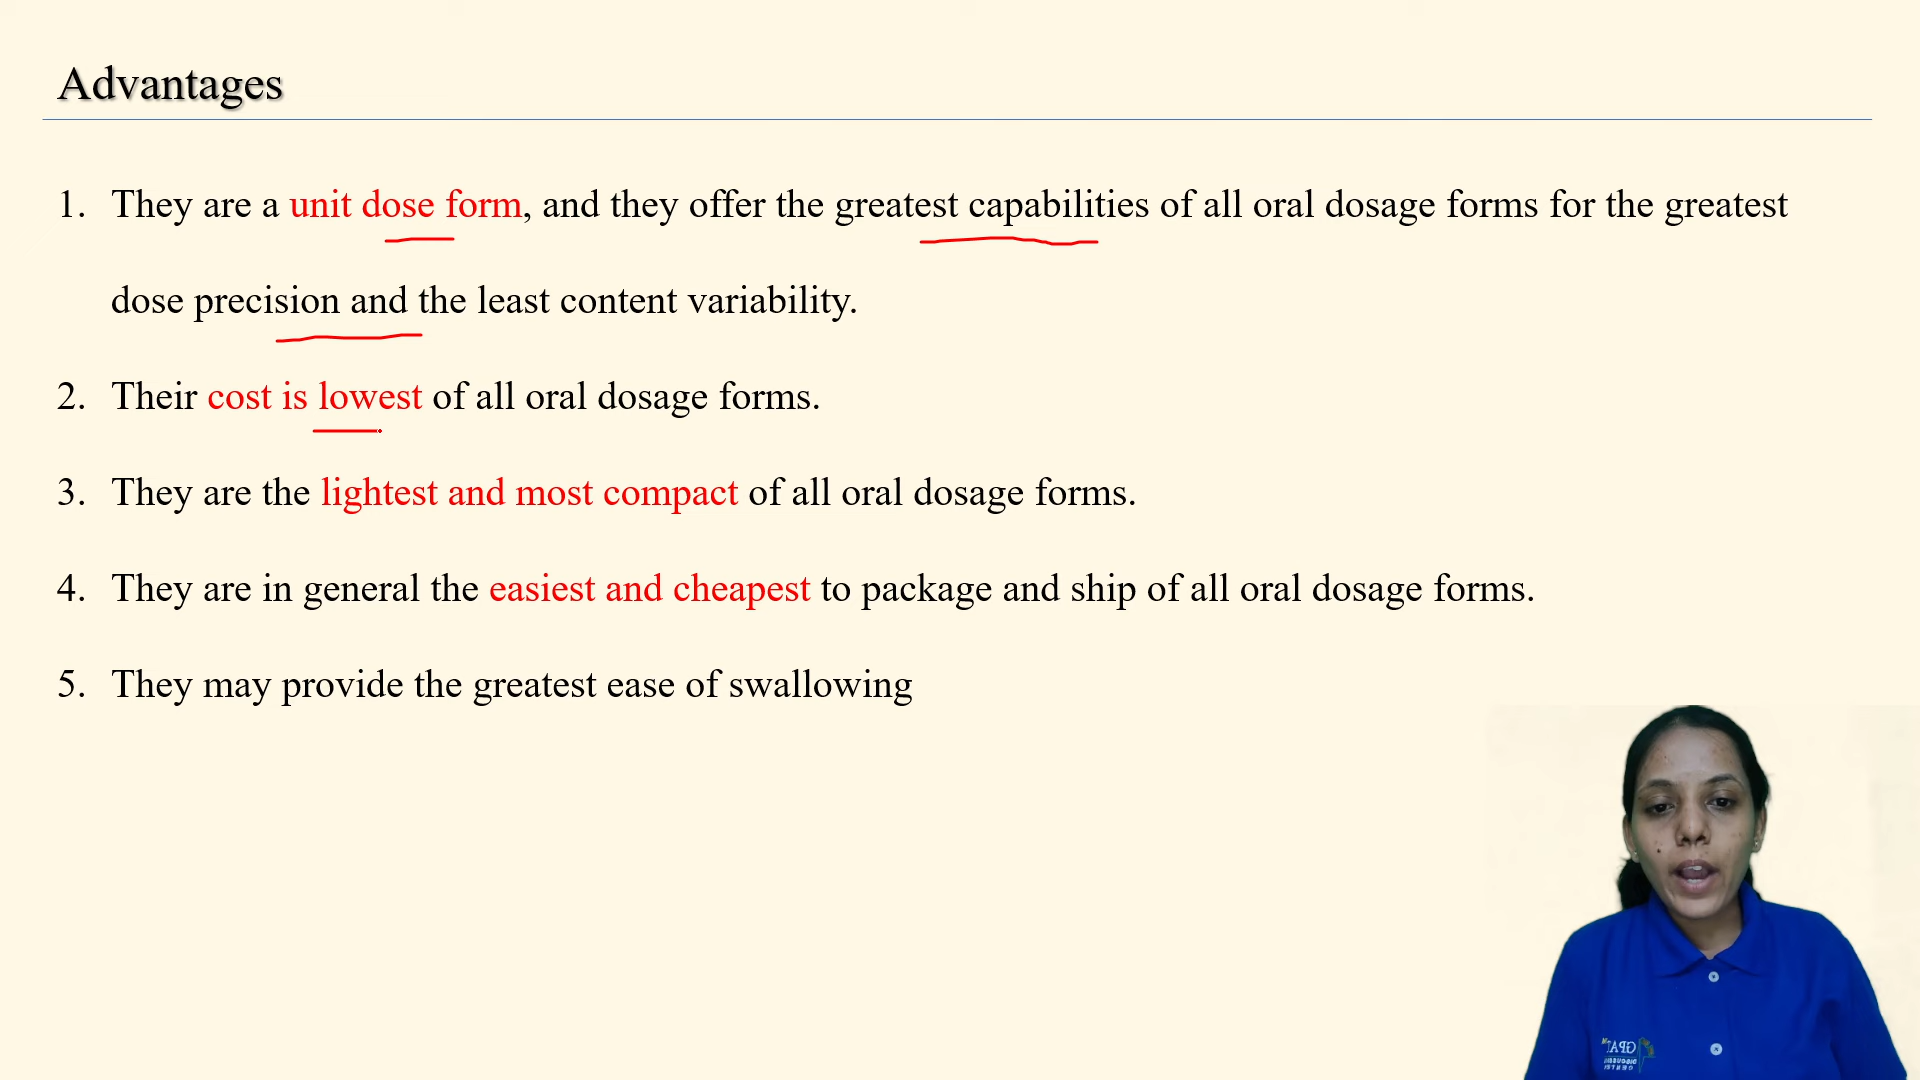 Advantages
1. They are a unit dose form, and they offer the greatest capabilities of all oral dosage forms for the greatest
dose precision and the least content variability.
2. Their cost is lowest of all oral dosage forms.
3. They are the lightest and most compact of all oral dosage forms.
4. They are in general the easiest and cheapest to package and ship of all oral dosage forms.
5. They may provide the greatest ease of swallowing
GPAT